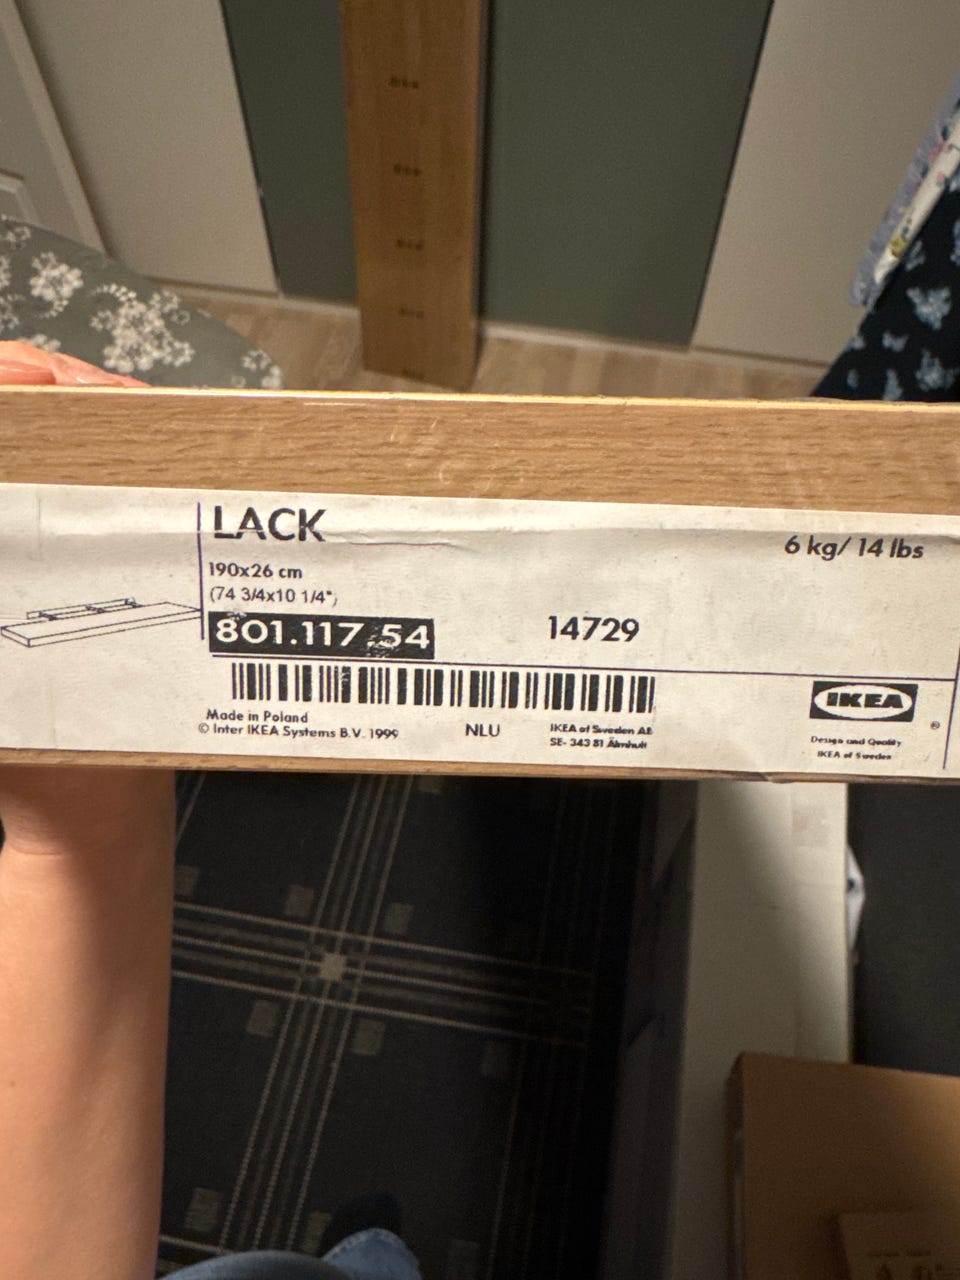 LACK
6 kg/ 14 lbs
190x26 cm
(74 3/4x10 1/4")
801.117.54
14729
IKEA
®
Made in Poland
© Inter IKEA Systems B.V. 1999
NLU
IKEA of Sweden AB
SE- 343 81 Älmhult
Design and Quality
IKEA of Sweden